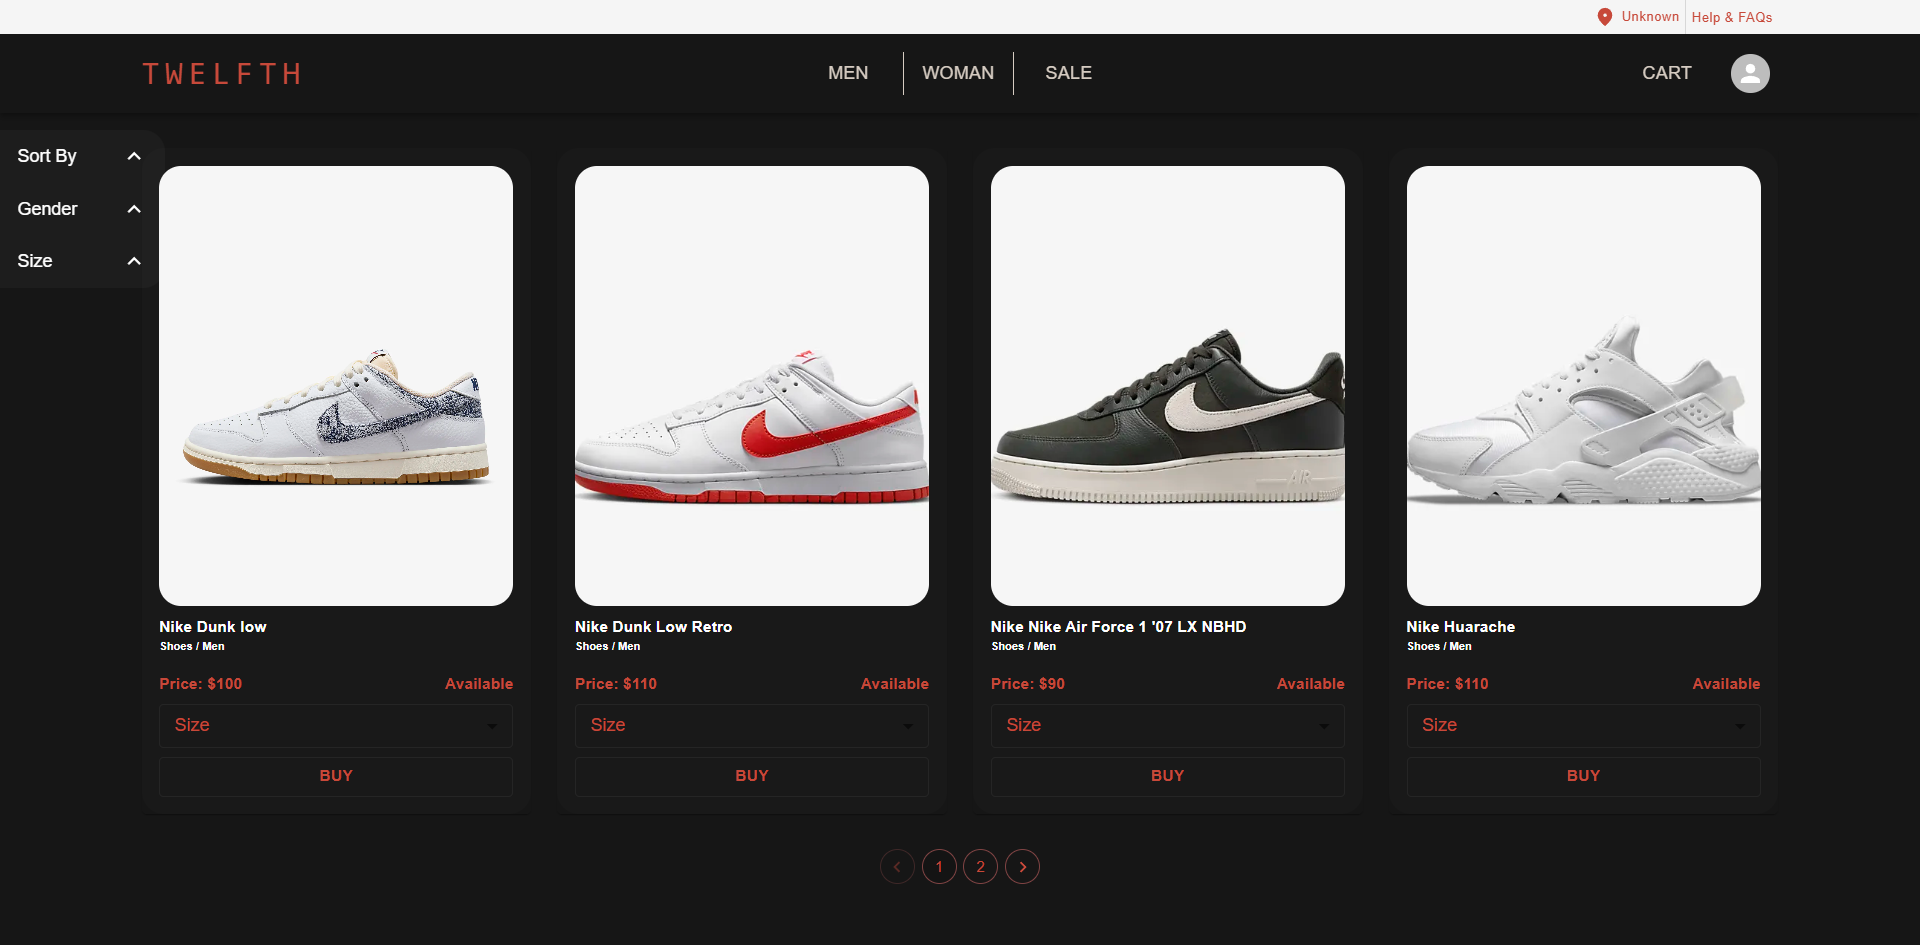 Unknown
Help & FAQs
TWELFTH
MEN
WOMAN
SALE
CART
Sort By
Gender
Size
Nike Dunk low
Shoes / Men
Price: $100
Available
Size
BUY
Nike Dunk Low Retro
Shoes / Men
Price: $110
Available
Size
BUY
AIR
Nike Nike Air Force 1 '07 LX NBHD
Shoes / Men
Price: $90
Available
Size
BUY
Nike Huarache
Shoes / Men
Price: $110
Available
Size
BUY
1
2